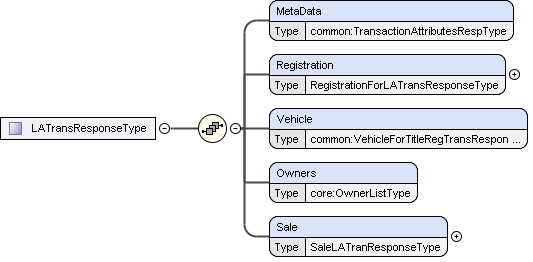 MetaData
Type common:TransactionAttributesRespType
Registration
Type RegistrationForLATransResponseType
LATransResponseType
Vehicle
Type common:VehicleForTitleRegTransRespon ...
Owners
Type core:OwnerListType
Sale
Type SaleLATranResponseType